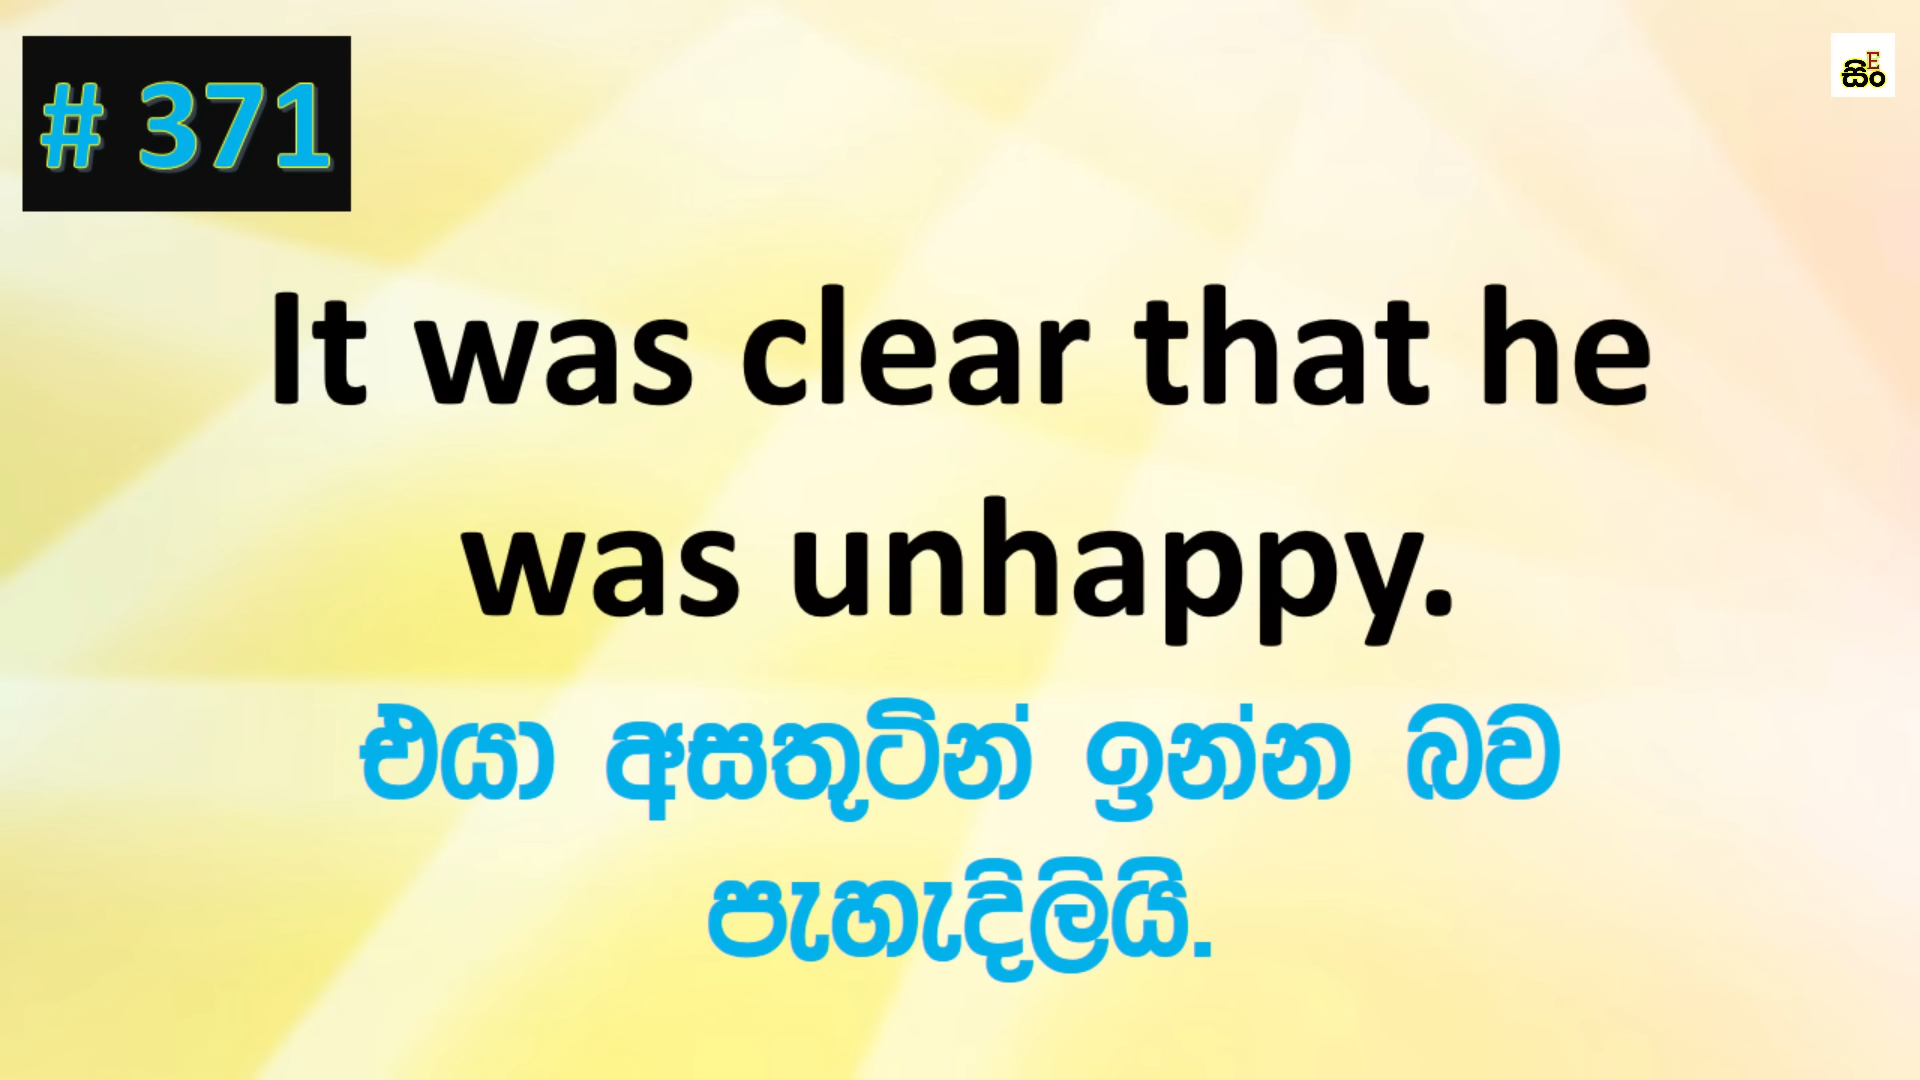 # 371
සිංE
It was clear that he
was unhappy.
එයා අසතුටින් ඉන්න බව
පැහැදිලියි.